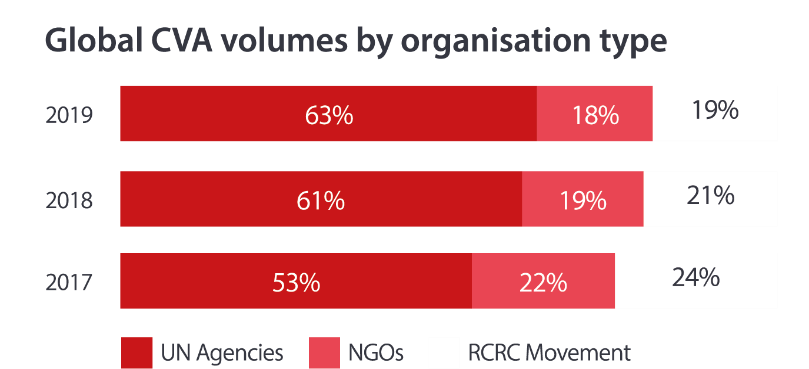 Global CVA volumes by organisation type
2019 63% 18% 19%
2018 61% 19% 21%
2017 53% 22% 24%
UN Agencies NGOs RCRC Movement